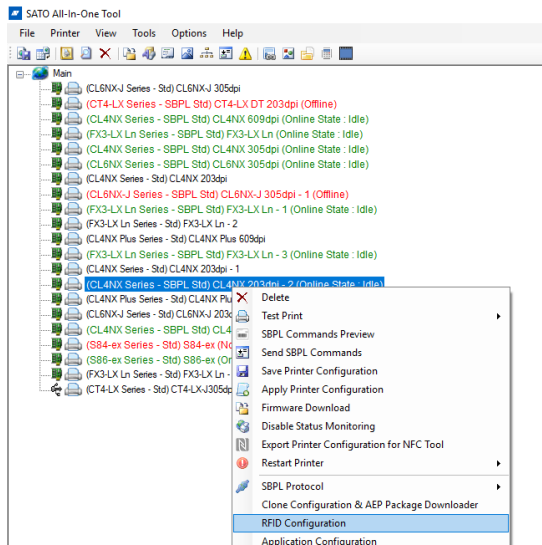 SATO All-In-One Tool
File Printer View Tools Options Help
Main
(CL6NX-J Series - Std) CL6NX-J 305dpi
(CT4-LX Series - SBPL Std) CT4-LX DT 203dpi (Offline)
(CL4NX Series - SBPL Std) CL4NX 609dpi (Online State : Idle)
(FX3-LX Ln Series - SBPL Std) FX3-LX Ln (Online State : Idle)
(CL4NX Series - SBPL Std) CL4NX 305dpi (Online State : Idle)
(CL6NX Series - SBPL Std) CL6NX 305dpi (Online State : Idle)
(CL4NX Series - Std) CL4NX 203dpi
(CL6NX-J Series - SBPL Std) CL6NX-J 305dpi - 1 (Offline)
(FX3-LX Ln Series - SBPL Std) FX3-LX Ln - 1 (Online State : Idle)
(FX3-LX Ln Series - Std) FX3-LX Ln - 2
(CL4NX Plus Series - Std) CL4NX Plus 609dpi
(FX3-LX Ln Series - SBPL Std) FX3-LX Ln - 3 (Online State : Idle)
(CL4NX Series - Std) CL4NX 203dpi - 1
(CL4NX Series - SBPL Std) CL4NX 203dpi - 2 (Online State : Idle)
(CL4NX Plus Series - Std) CL4NX Plu
(CL6NX-J Series - Std) CL6NX-J 203d
(CL4NX Series - SBPL Std) CL4
(S84-ex Series - Std) S84-ex (No
(S86-ex Series - Std) S86-ex (On
(FX3-LX Ln Series - Std) FX3-LX Ln -
(CT4-LX Series - Std) CT4-LX-J305dp
Delete
Test Print
SBPL Commands Preview
Send SBPL Commands
Save Printer Configuration
Apply Printer Configuration
Firmware Download
Disable Status Monitoring
Export Printer Configuration for NFC Tool
Restart Printer
SBPL Protocol
Clone Configuration & AEP Package Downloader
RFID Configuration
Application Configuration